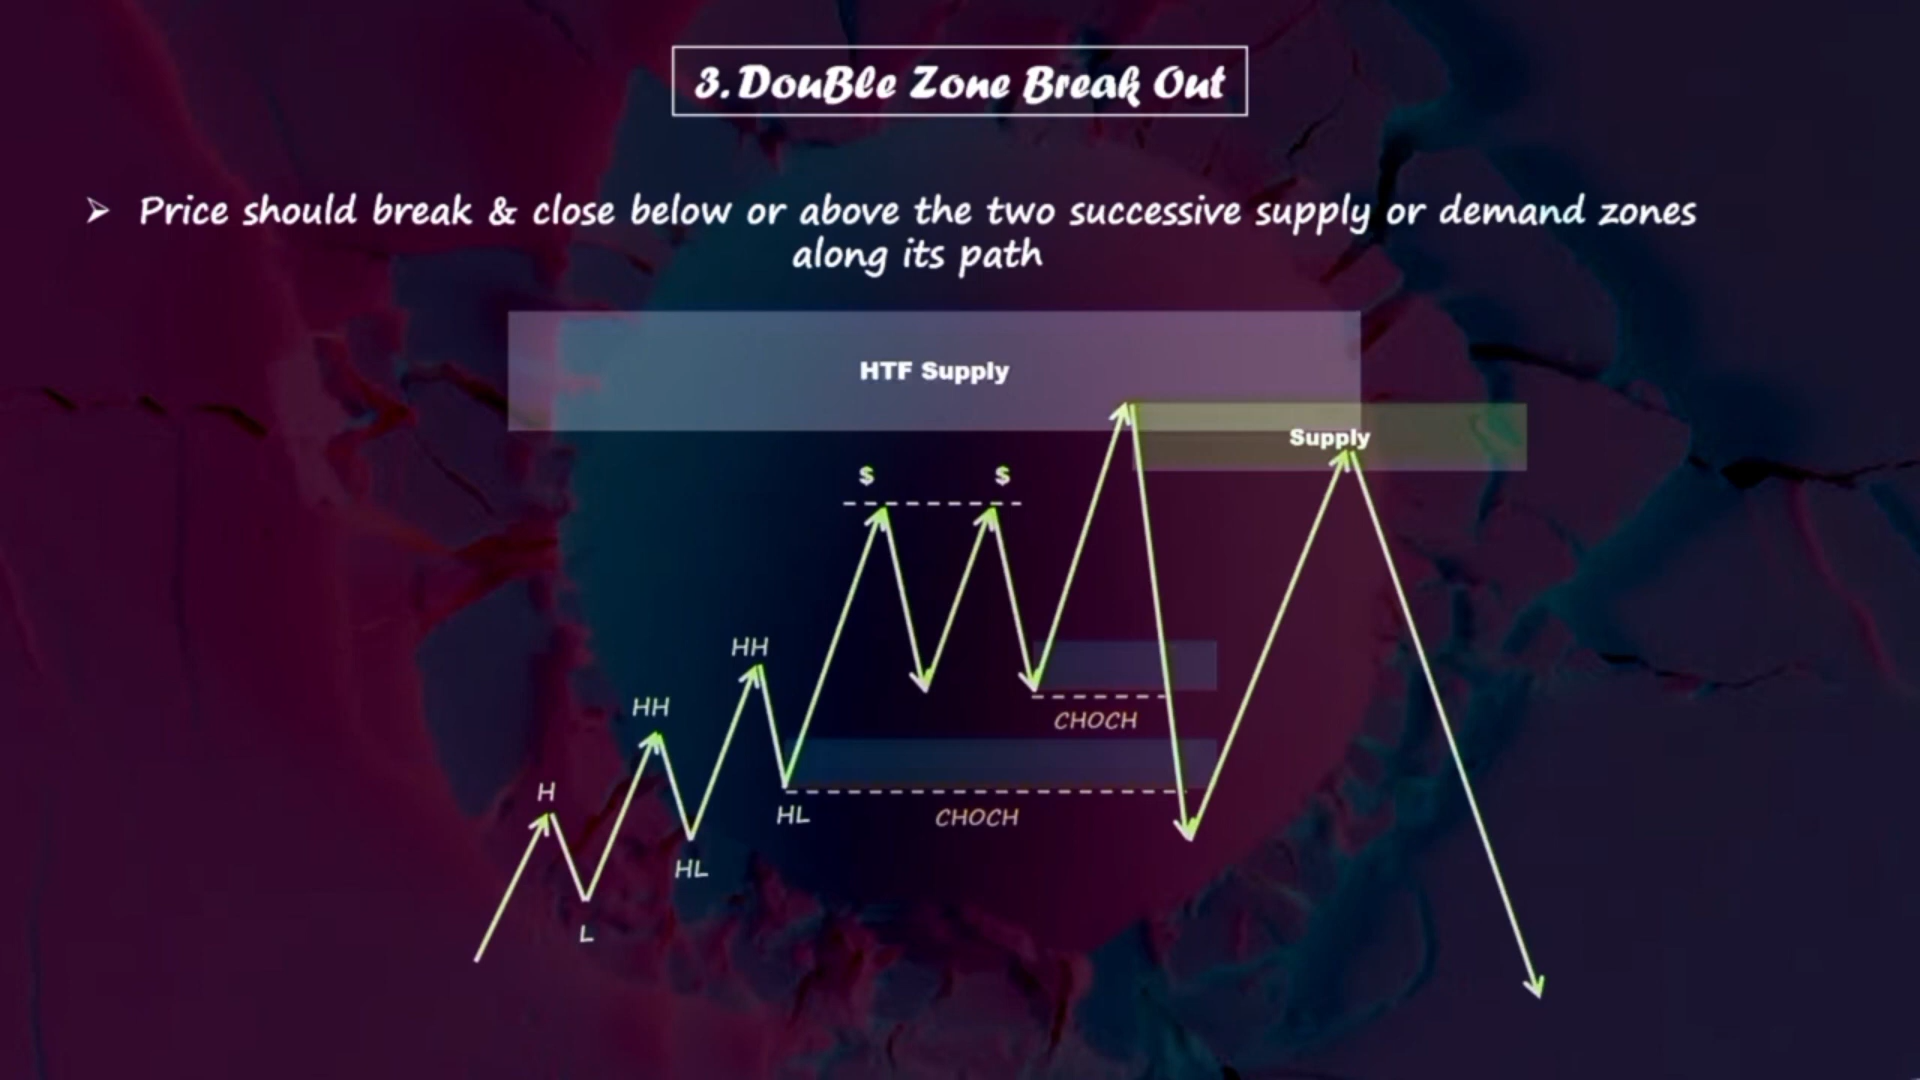 3. DouBle Zone Break Out
➢ Price should break & close below or above the two successive supply or demand zones
along its path
HTF Supply
Supply
$ $
HH
HH
CHOCH
H
HL
CHOCH
HL
L